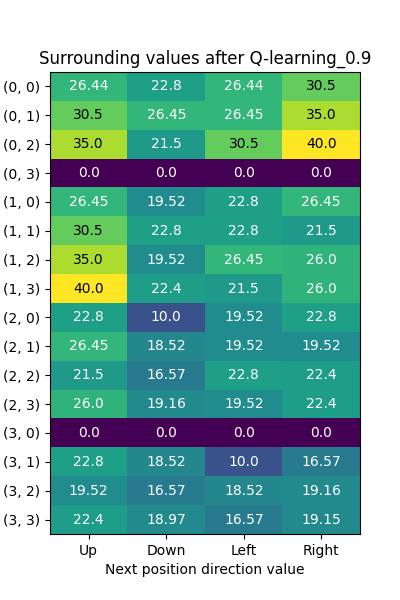 Surrounding values after Q-learning_0.9
(0, 0) 26.44 22.8 26.44 30.5
(0, 1) 30.5 26.45 26.45 35.0
(0, 2) 35.0 21.5 30.5 40.0
(0, 3) 0.0 0.0 0.0 0.0
(1, 0) 26.45 19.52 22.8 26.45
(1, 1) 30.5 22.8 22.8 21.5
(1, 2) 35.0 19.52 26.45 26.0
(1, 3) 40.0 22.4 21.5 26.0
(2, 0) 22.8 10.0 19.52 22.8
(2, 1) 26.45 18.52 19.52 19.52
(2, 2) 21.5 16.57 22.8 22.4
(2, 3) 26.0 19.16 19.52 22.4
(3, 0) 0.0 0.0 0.0 0.0
(3, 1) 22.8 18.52 10.0 16.57
(3, 2) 19.52 16.57 18.52 19.16
(3, 3) 22.4 18.97 16.57 19.15
Up Down Left Right
Next position direction value